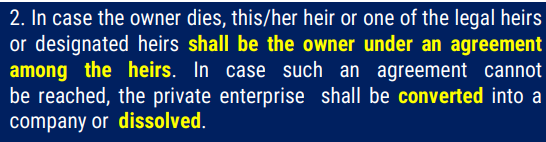 2. In case the owner dies, this/her heir or one of the legal heirs
or designated heirs shall be the owner under an agreement
among the heirs. In case such an agreement cannot
be reached, the private enterprise shall be converted into a
company or dissolved.